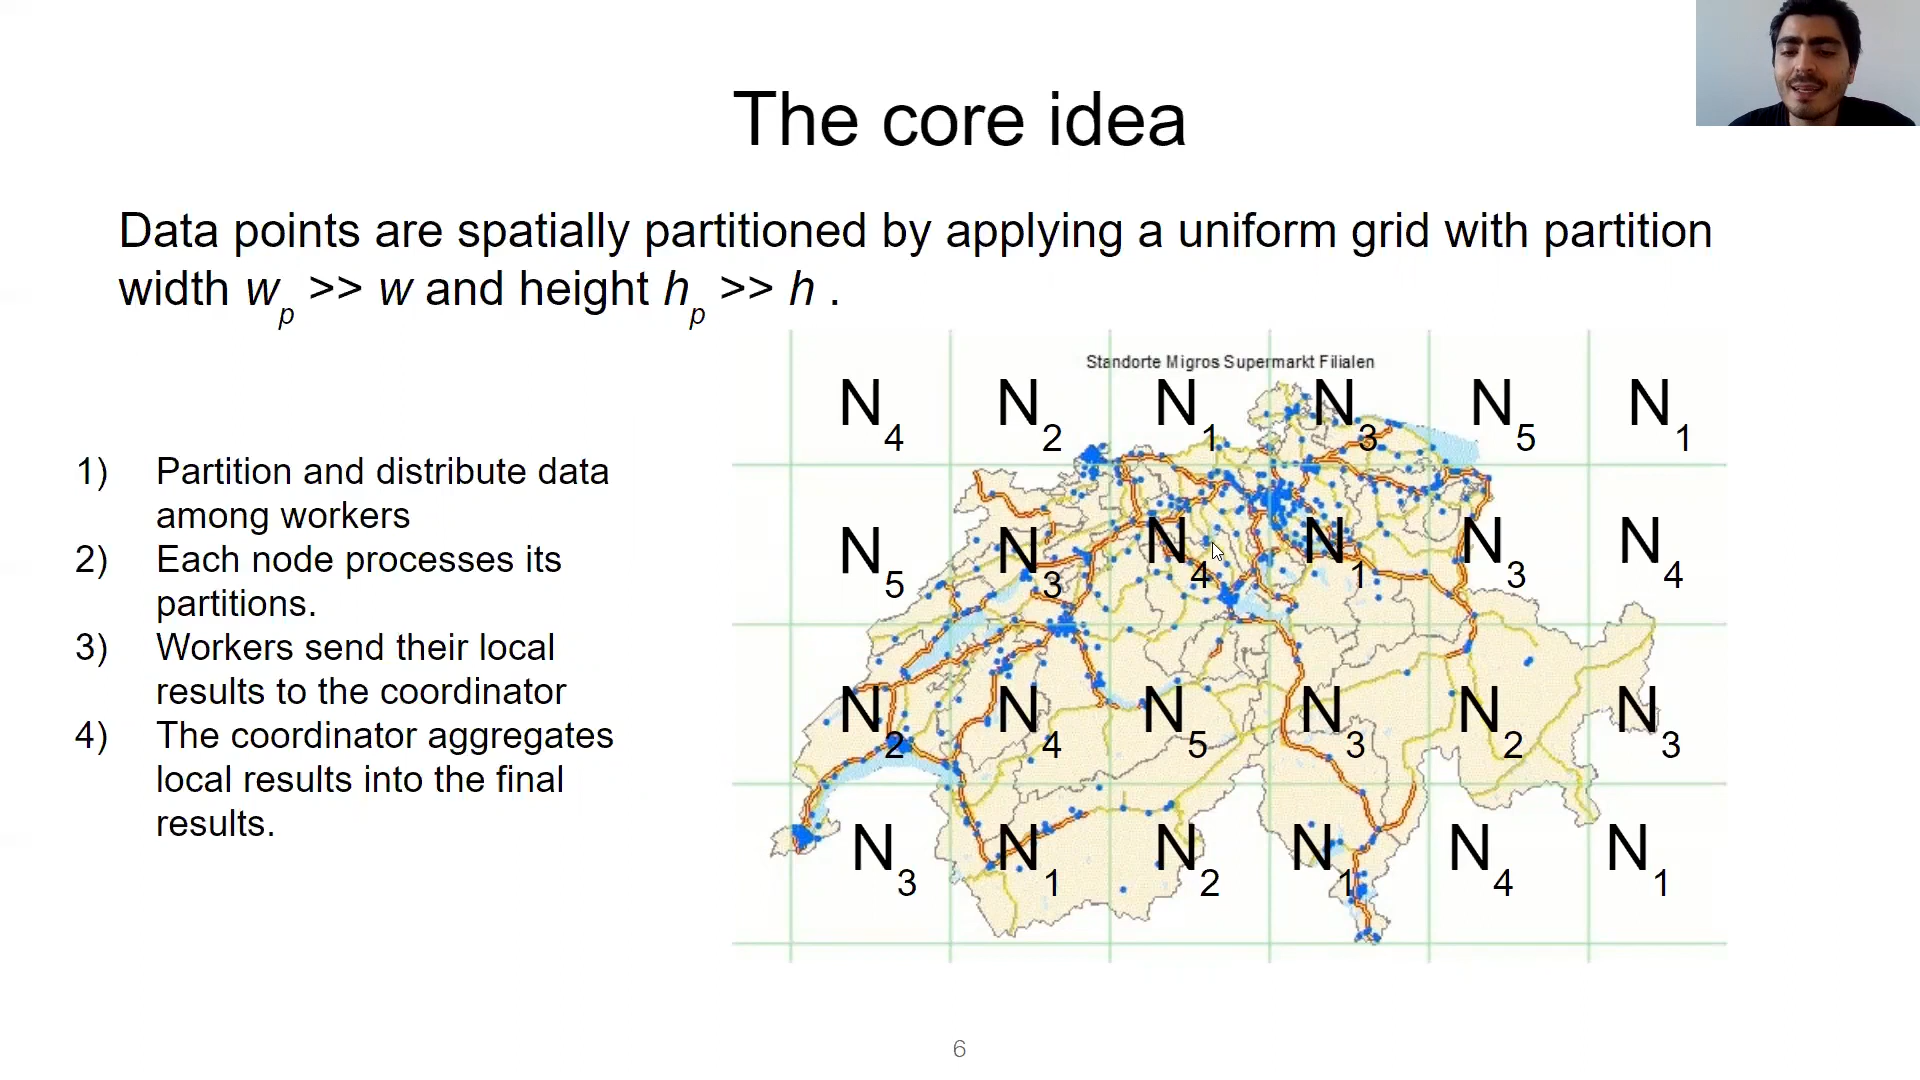 The core idea
Data points are spatially partitioned by applying a uniform grid with partition
width wₚ >> w and height hₚ >> h .
1) Partition and distribute data
among workers
2) Each node processes its
partitions.
3) Workers send their local
results to the coordinator
4) The coordinator aggregates
local results into the final
results.
Standorte Migros Supermarkt Filialen
N₄ N₂ N₁ N₃ N₅ N₁
N₅ N₃ N₄ N₁ N₃ N₄
N₂ N₄ N₅ N₃ N₂ N₃
N₃ N₁ N₂ N₁ N₄ N₁
6